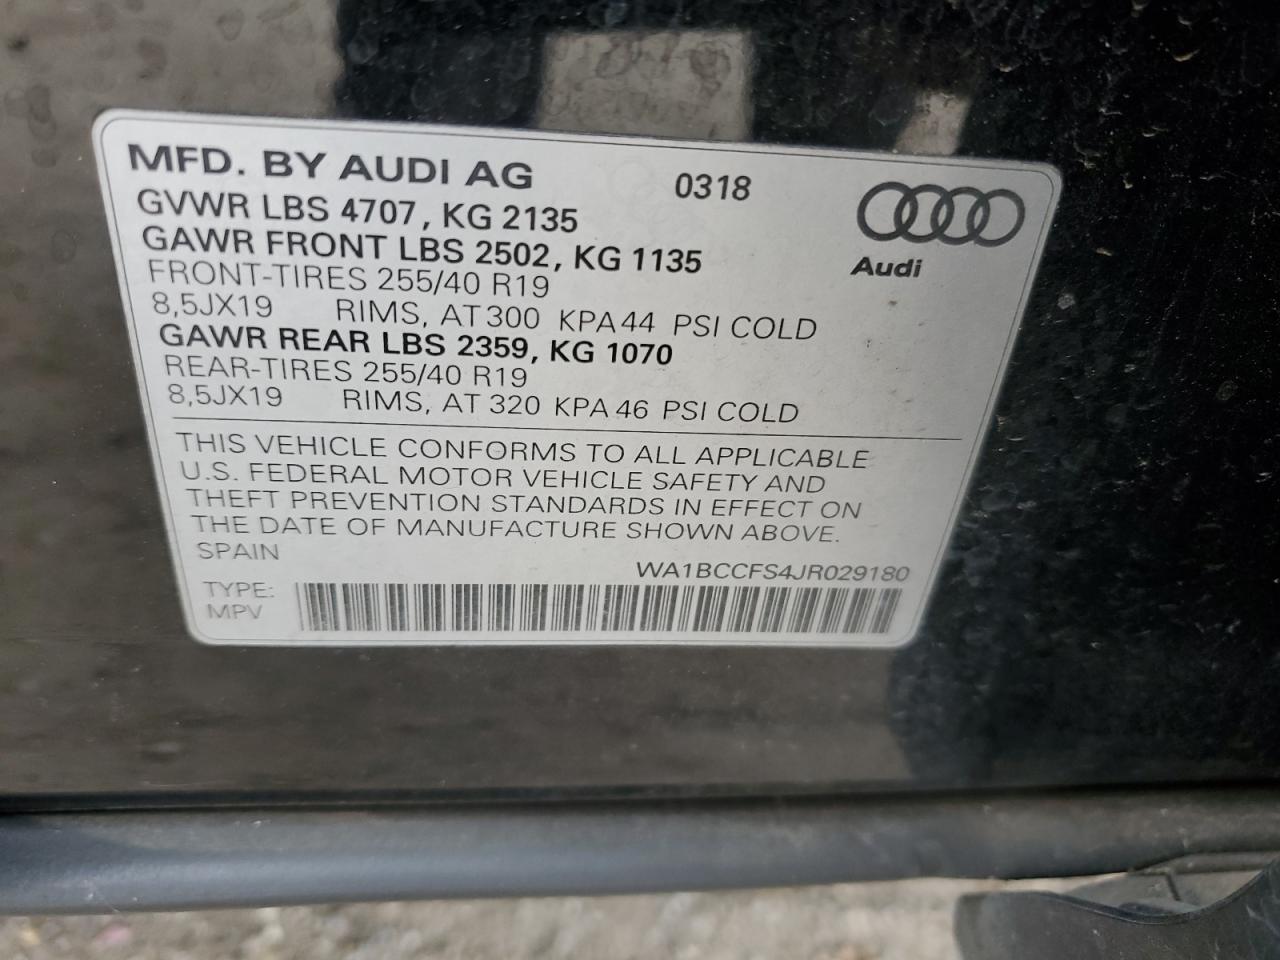 MFD. BY AUDI AG 0318
GVWR LBS 4707, KG 2135
GAWR FRONT LBS 2502, KG 1135
Audi
FRONT-TIRES 255/40 R19
8,5JX19 RIMS, AT 300 KPA 44 PSI COLD
GAWR REAR LBS 2359, KG 1070
REAR-TIRES 255/40 R19
8,5JX19 RIMS, AT 320 KPA 46 PSI COLD
THIS VEHICLE CONFORMS TO ALL APPLICABLE
U.S. FEDERAL MOTOR VEHICLE SAFETY AND
THEFT PREVENTION STANDARDS IN EFFECT ON
THE DATE OF MANUFACTURE SHOWN ABOVE.
SPAIN
WA1BCCFS4JR029180
TYPE:
MPV